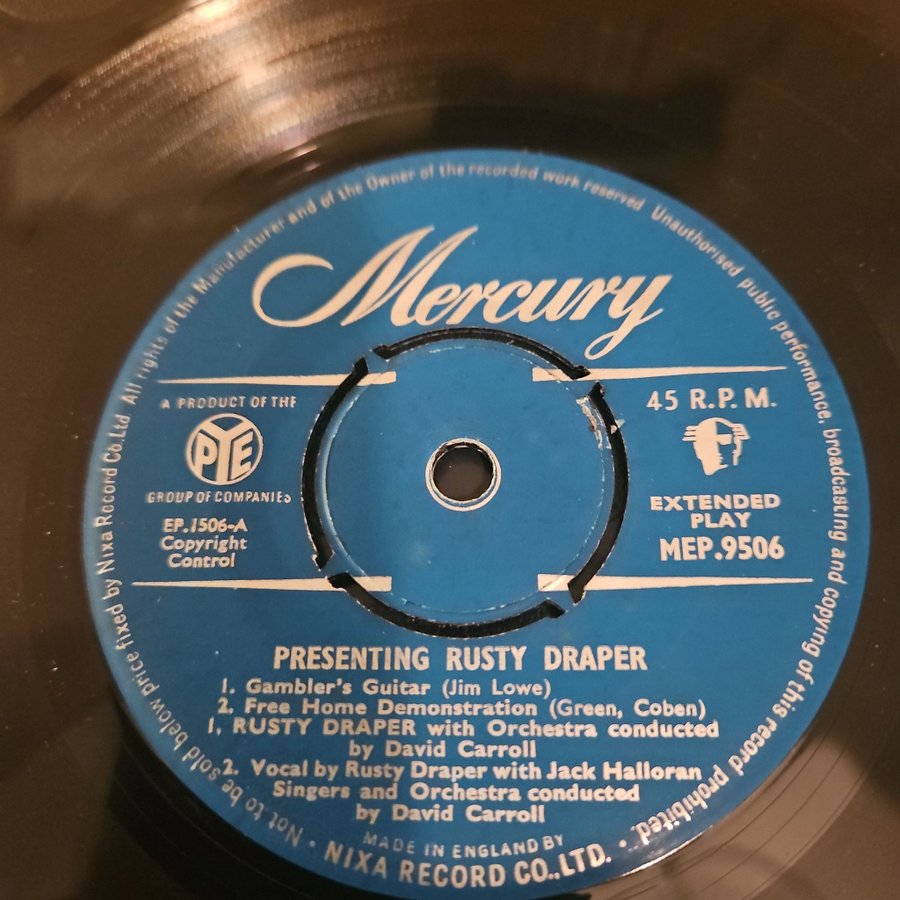 Mercury
A PRODUCT OF THE
PYE
GROUP OF COMPANIES
EP.1506-A
Copyright
Control
45 R.P.M.
EXTENDED
PLAY
MEP.9506
PRESENTING RUSTY DRAPER
1. Gambler's Guitar (Jim Lowe)
2. Free Home Demonstration (Green, Coben)
1. RUSTY DRAPER with Orchestra conducted
by David Carroll
2. Vocal by Rusty Draper with Jack Halloran
Singers and Orchestra conducted
by David Carroll
MADE IN ENGLAND BY
NIXA RECORD CO.,LTD.
Not to be sold below price fixed by Nixa Record Co. Ltd. All rights of the Manufacturer and of the Owner of the recorded work reserved Unauthorised public performance, broadcasting and copying of this record prohibited.